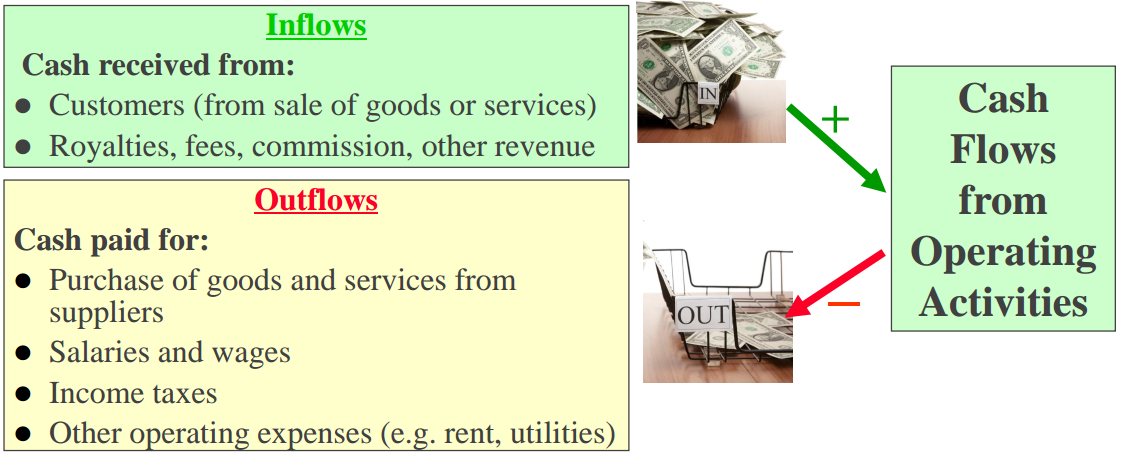 Inflows
Cash received from:
● Customers (from sale of goods or services)
● Royalties, fees, commission, other revenue
IN
+
Cash
Flows
from
Operating
Activities
Outflows
Cash paid for:
● Purchase of goods and services from
suppliers
● Salaries and wages
● Income taxes
● Other operating expenses (e.g. rent, utilities)
OUT
−